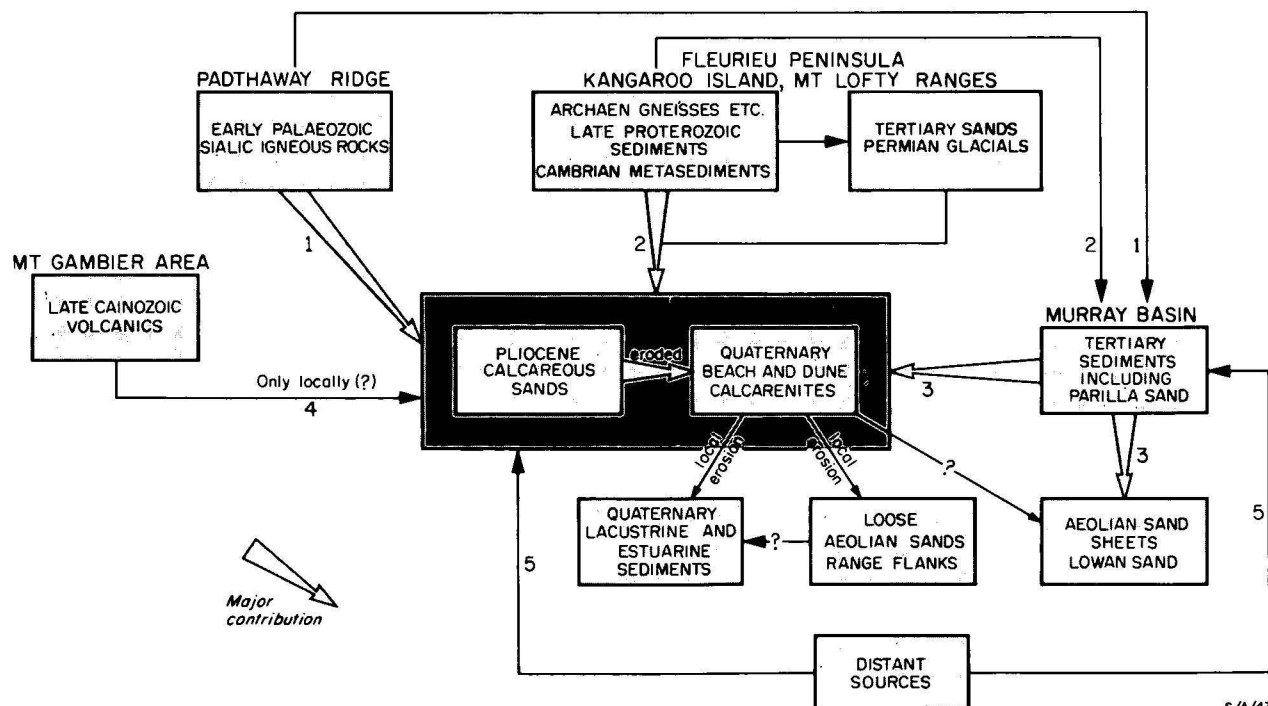 FLEURIEU PENINSULA
PADTHAWAY RIDGE
KANGAROO ISLAND, MT LOFTY RANGES
EARLY PALAEOZOIC
SIALIC IGNEOUS ROCKS
ARCHAEN GNEISSES ETC.
LATE PROTEROZOIC
SEDIMENTS
CAMBRIAN METASEDIMENTS
TERTIARY SANDS
PERMIAN GLACIALS
1
2
2
1
MT GAMBIER AREA
LATE CAINOZOIC
VOLCANICS
MURRAY BASIN
TERTIARY
SEDIMENTS
INCLUDING
PARILLA SAND
PLIOCENE
CALCAREOUS
SANDS
eroded
QUATERNARY
BEACH AND DUNE
CALCARENITES
3
Only locally (?)
4
local
erosion
local
erosion
?
3
QUATERNARY
LACUSTRINE AND
ESTUARINE
SEDIMENTS
?
LOOSE
AEOLIAN SANDS
RANGE FLANKS
AEOLIAN SAND
SHEETS
LOWAN SAND
5
5
Major
contribution
DISTANT
SOURCES